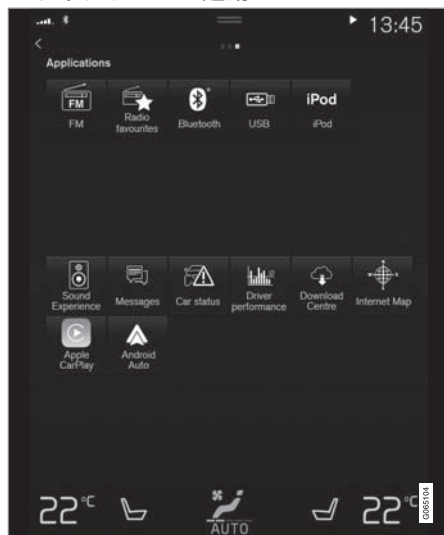 13:45
Applications
FM
FM
Radio favourites
Bluetooth
USB
iPod
iPod
Sound Experience
Messages
Car status
Driver performance
Download Centre
Internet Map
Apple CarPlay
Android Auto
22°C
AUTO
22°C
G065104